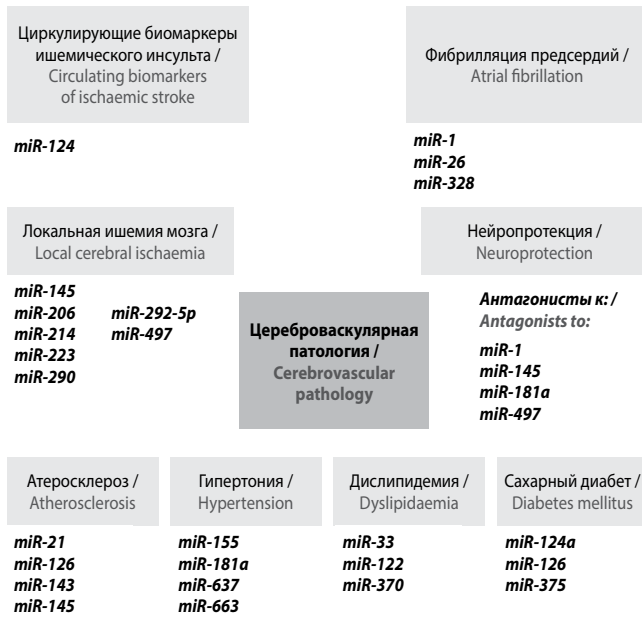 Циркулирующие биомаркеры
ишемического инсульта /
Circulating biomarkers
of ischaemic stroke
miR-124
Фибрилляция предсердий /
Atrial fibrillation
miR-1
miR-26
miR-328
Локальная ишемия мозга /
Local cerebral ischaemia
miR-145
miR-206
miR-214
miR-223
miR-290
miR-292-5p
miR-497
Цереброваскулярная
патология /
Cerebrovascular
pathology
Нейропротекция /
Neuroprotection
Антагонисты к: /
Antagonists to:
miR-1
miR-145
miR-181a
miR-497
Атеросклероз /
Atherosclerosis
miR-21
miR-126
miR-143
miR-145
Гипертония /
Hypertension
miR-155
miR-181a
miR-637
miR-663
Дислипидемия /
Dyslipidaemia
miR-33
miR-122
miR-370
Сахарный диабет /
Diabetes mellitus
miR-124a
miR-126
miR-375